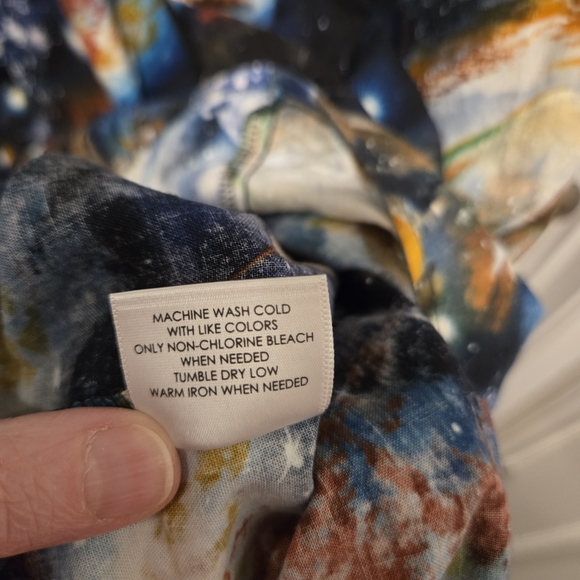 MACHINE WASH COLD
WITH LIKE COLORS
ONLY NON-CHLORINE BLEACH
WHEN NEEDED
TUMBLE DRY LOW
WARM IRON WHEN NEEDED